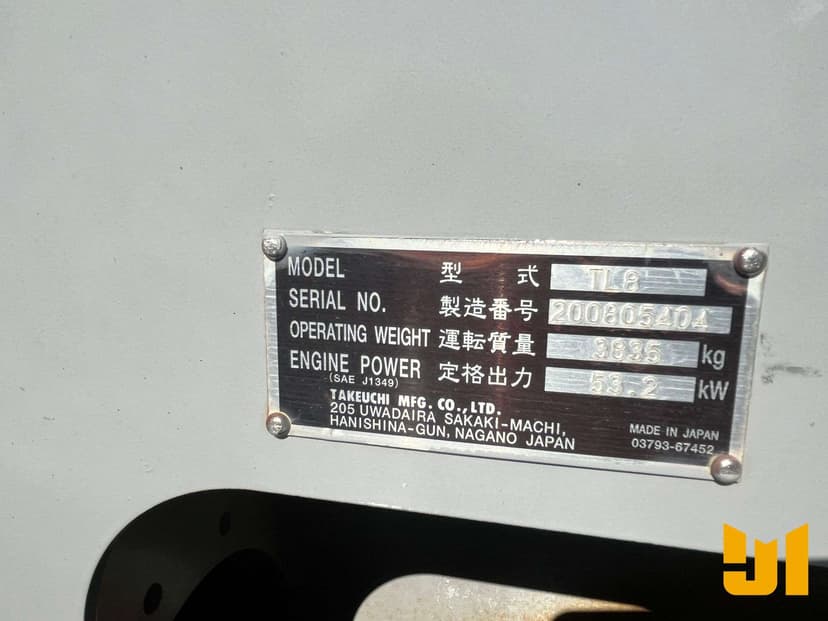 MODEL 型式 TL8
SERIAL NO. 製造番号 200805404
OPERATING WEIGHT 運転質量 3835 kg
ENGINE POWER 定格出力 53.2 kW
(SAE J1349)
TAKEUCHI MFG. CO., LTD.
205 UWADAIRA SAKAKI-MACHI,
HANISHINA-GUN, NAGANO JAPAN
MADE IN JAPAN
03793-67452